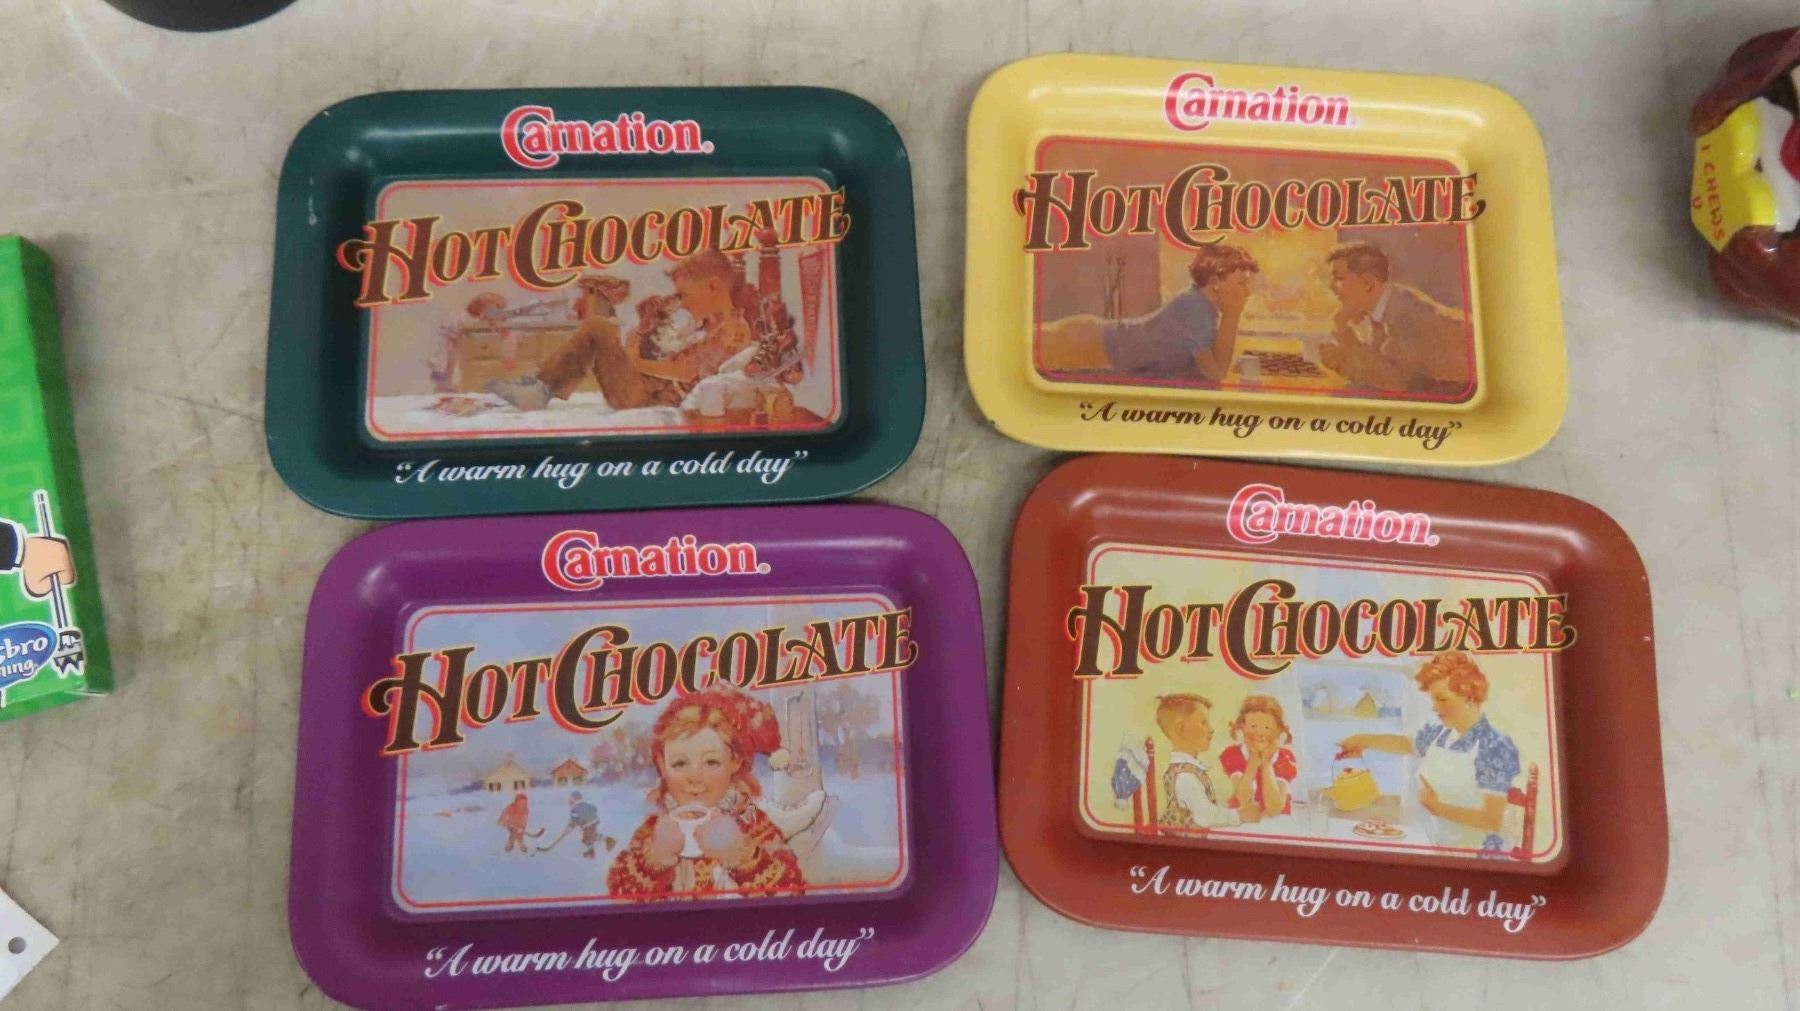 Carnation.
HOT CHOCOLATE
"A warm hug on a cold day"
Carnation.
HOT CHOCOLATE
"A warm hug on a cold day"
Carnation.
HOT CHOCOLATE
"A warm hug on a cold day"
Carnation.
HOT CHOCOLATE
"A warm hug on a cold day"
I CHEWS
U